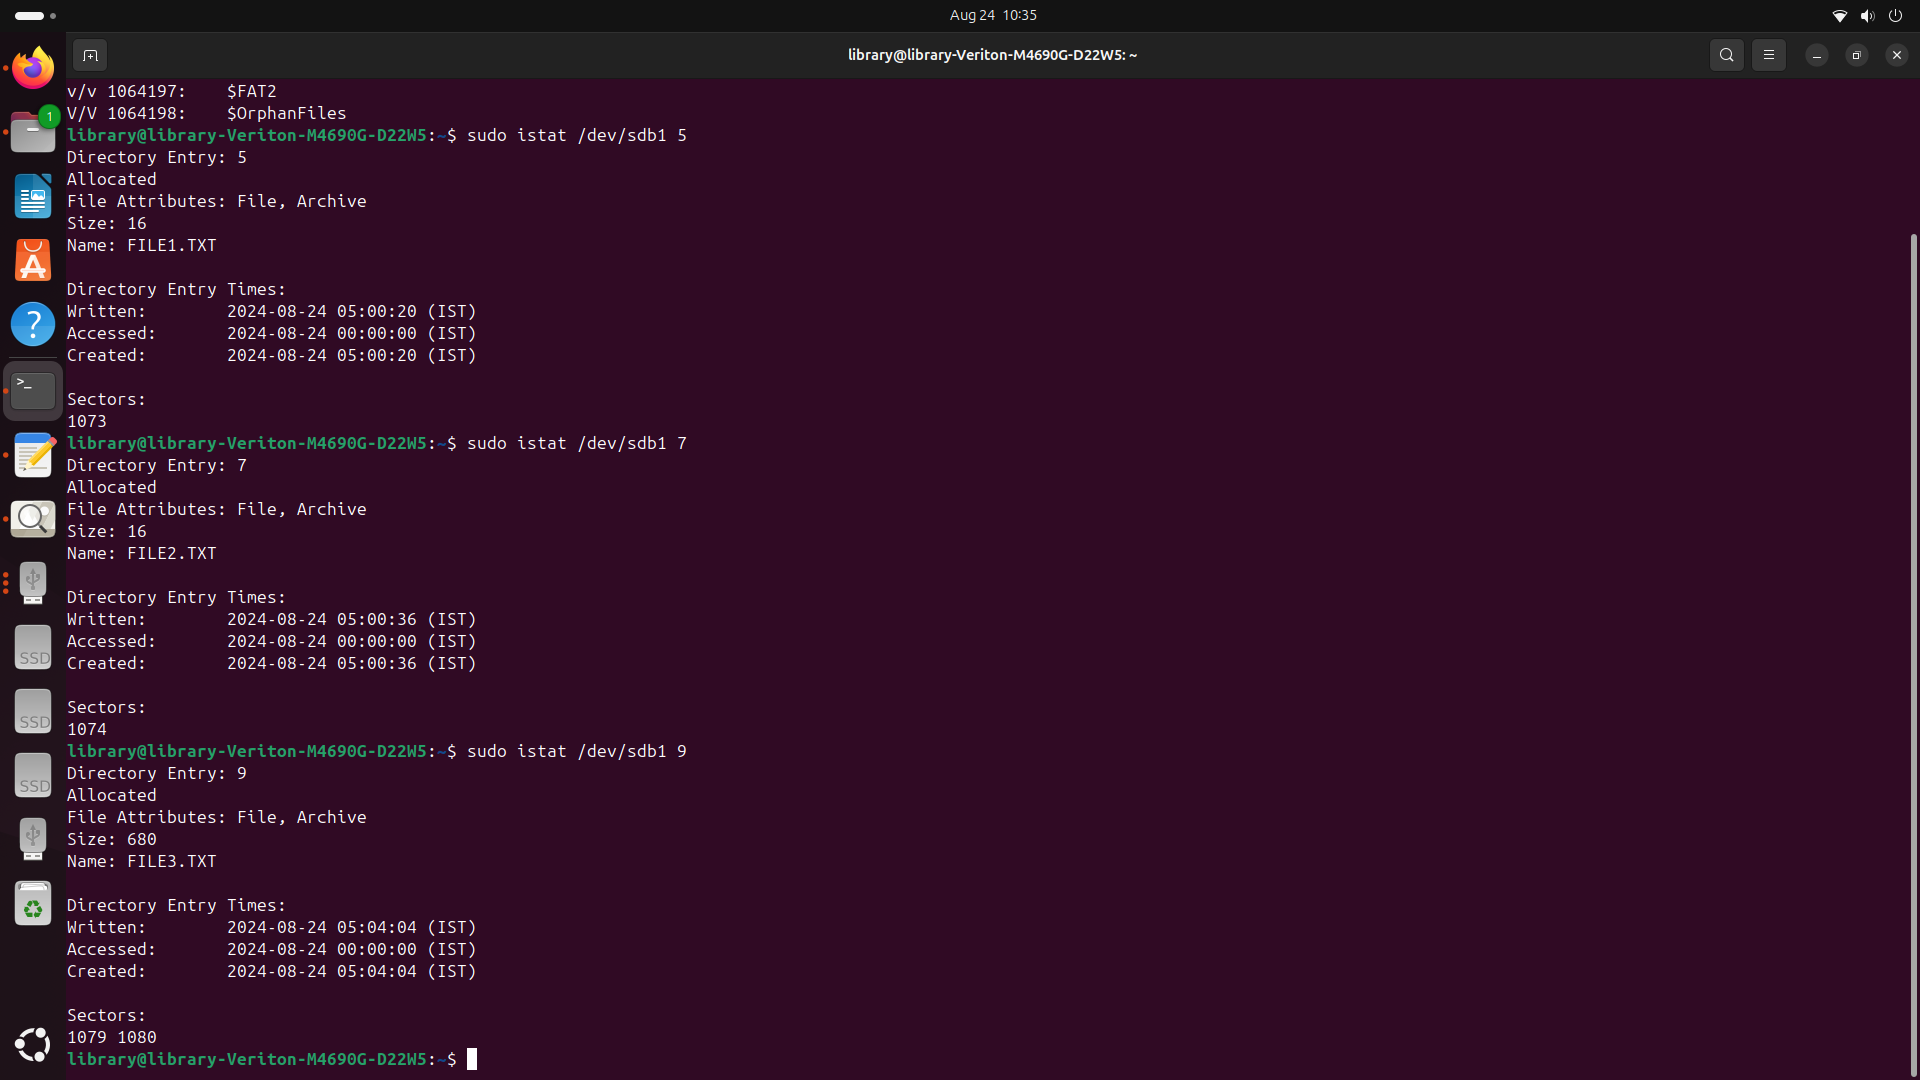 Aug 24 10:35
library@library-Veriton-M4690G-D22W5: ~
v/v 1064197:    $FAT2
V/V 1064198:    $OrphanFiles
library@library-Veriton-M4690G-D22W5:~$ sudo istat /dev/sdb1 5
Directory Entry: 5
Allocated
File Attributes: File, Archive
Size: 16
Name: FILE1.TXT
Directory Entry Times:
Written:        2024-08-24 05:00:20 (IST)
Accessed:       2024-08-24 00:00:00 (IST)
Created:        2024-08-24 05:00:20 (IST)
Sectors:
1073
library@library-Veriton-M4690G-D22W5:~$ sudo istat /dev/sdb1 7
Directory Entry: 7
Allocated
File Attributes: File, Archive
Size: 16
Name: FILE2.TXT
Directory Entry Times:
Written:        2024-08-24 05:00:36 (IST)
Accessed:       2024-08-24 00:00:00 (IST)
Created:        2024-08-24 05:00:36 (IST)
Sectors:
1074
library@library-Veriton-M4690G-D22W5:~$ sudo istat /dev/sdb1 9
Directory Entry: 9
Allocated
File Attributes: File, Archive
Size: 680
Name: FILE3.TXT
Directory Entry Times:
Written:        2024-08-24 05:04:04 (IST)
Accessed:       2024-08-24 00:00:00 (IST)
Created:        2024-08-24 05:04:04 (IST)
Sectors:
1079 1080
library@library-Veriton-M4690G-D22W5:~$
1
?
>_
SSD
SSD
SSD